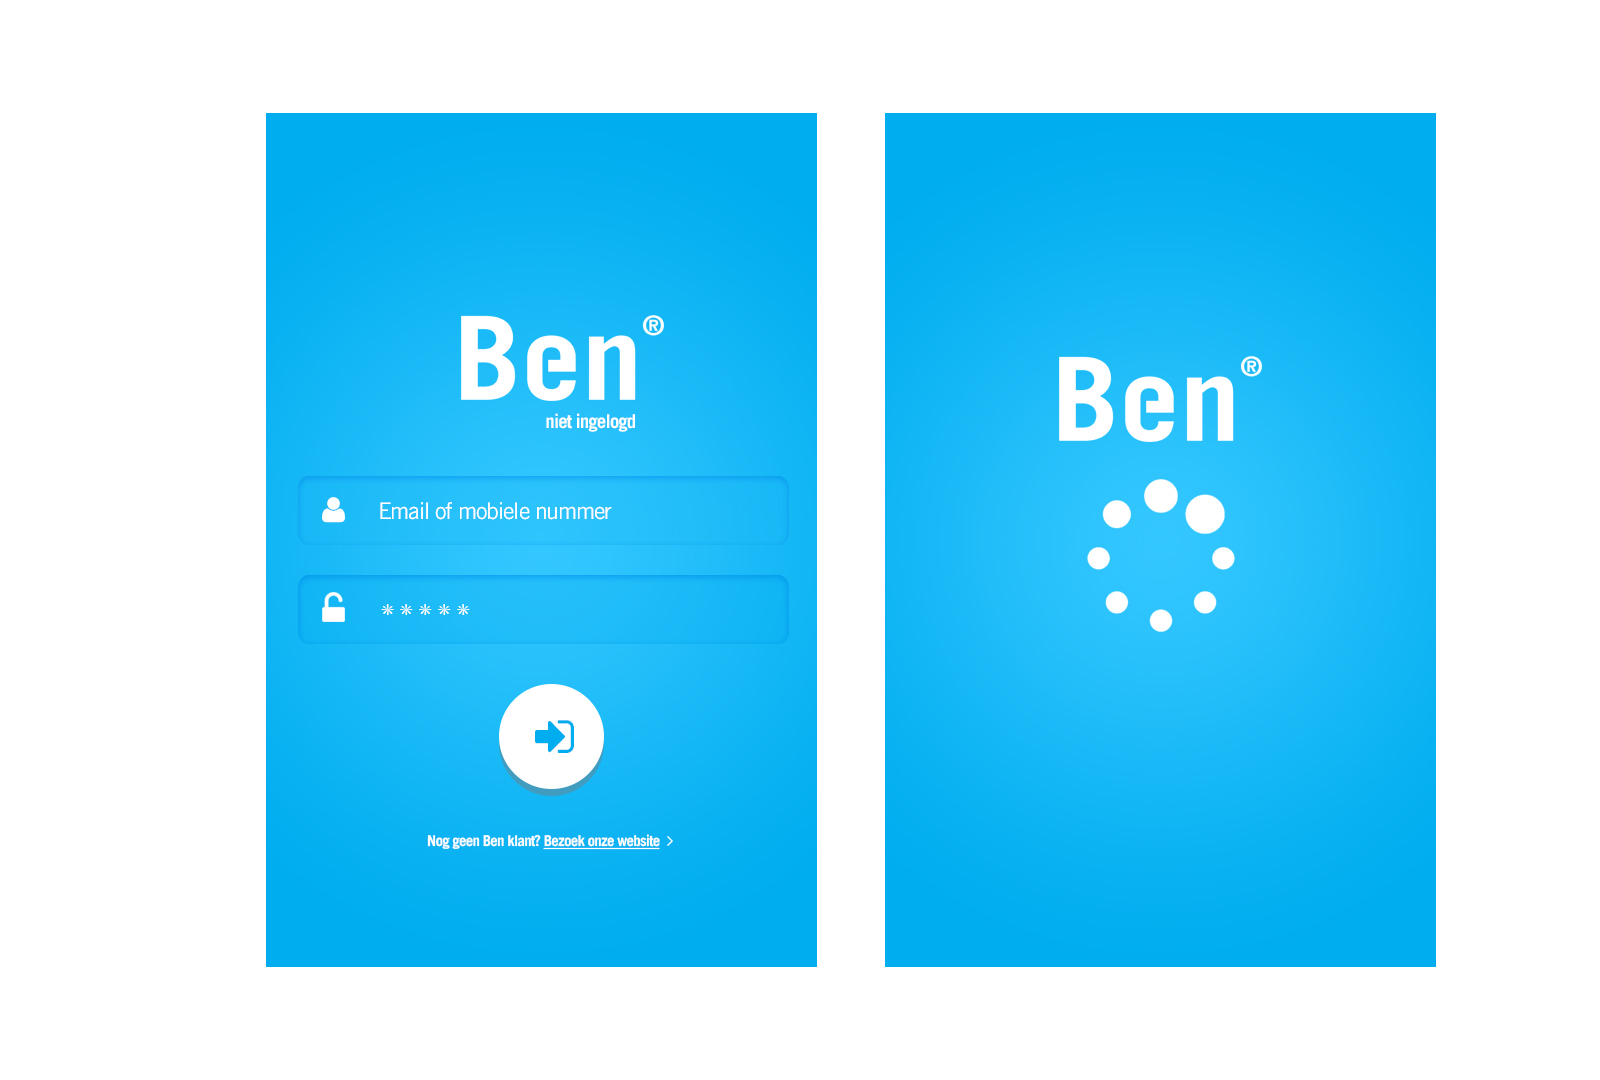 Ben®
niet ingelogd
Email of mobiele nummer
*****
Nog geen Ben klant? Bezoek onze website >
Ben®